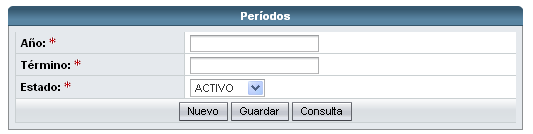 Períodos
Año: *
Término: *
Estado: * ACTIVO
Nuevo Guardar Consulta